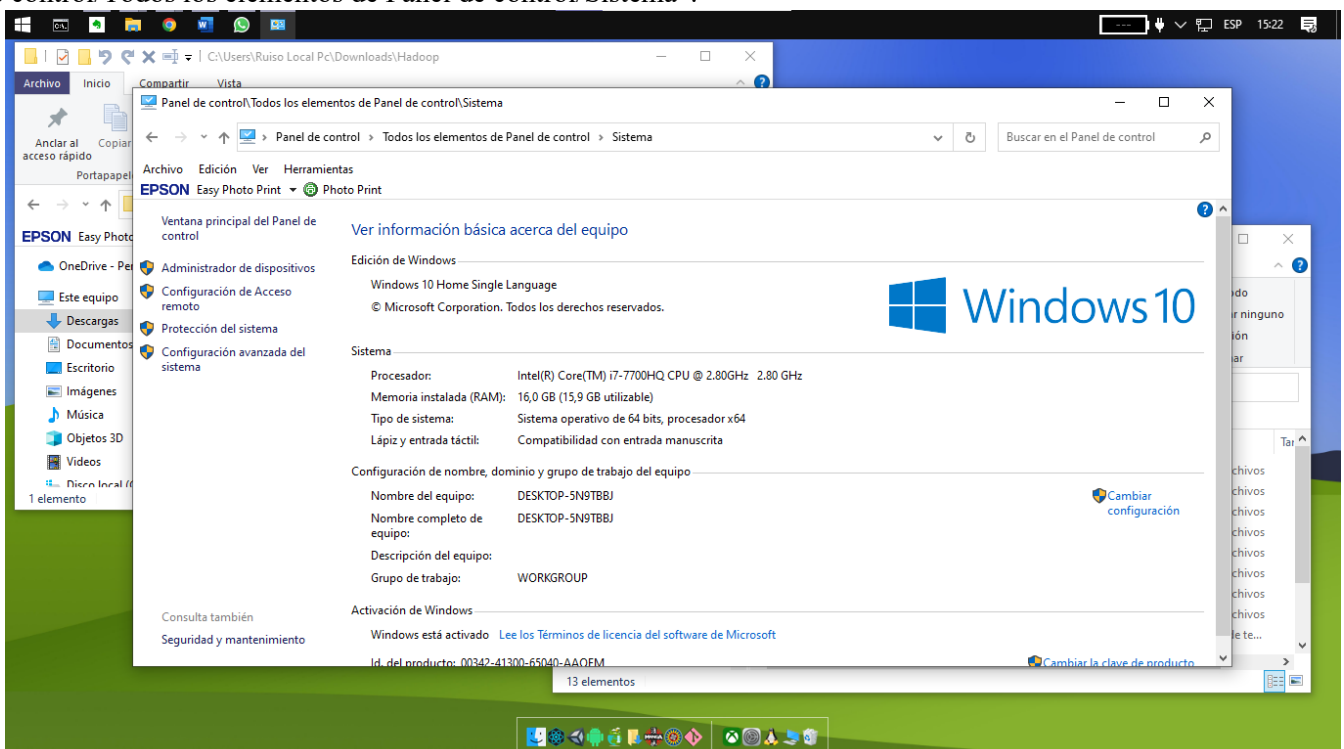 control\Todos los elementos de Panel de control\Sistema".
ESP 15:22
C:\Users\Ruiso Local Pc\Downloads\Hadoop
Archivo Inicio Compartir Vista
Anclar al acceso rápido
Copiar
EPSON Easy Photo
OneDrive - Per
Este equipo
Descargas
Documentos
Escritorio
Imágenes
Música
Objetos 3D
Videos
Disco local (
1 elemento
Panel de control\Todos los elementos de Panel de control\Sistema
Panel de control > Todos los elementos de Panel de control > Sistema
Buscar en el Panel de control
Archivo Edición Ver Herramientas
EPSON Easy Photo Print Photo Print
Ventana principal del Panel de
control
Administrador de dispositivos
Configuración de Acceso
remoto
Protección del sistema
Configuración avanzada del
sistema
Consulta también
Seguridad y mantenimiento
Ver información básica acerca del equipo
Edición de Windows
Windows 10 Home Single Language
© Microsoft Corporation. Todos los derechos reservados.
Windows 10
Sistema
Procesador: Intel(R) Core(TM) i7-7700HQ CPU @ 2.80GHz 2.80 GHz
Memoria instalada (RAM): 16,0 GB (15,9 GB utilizable)
Tipo de sistema: Sistema operativo de 64 bits, procesador x64
Lápiz y entrada táctil: Compatibilidad con entrada manuscrita
Configuración de nombre, dominio y grupo de trabajo del equipo
Nombre del equipo: DESKTOP-5N9TBBJ
Cambiar
configuración
Nombre completo de
equipo: DESKTOP-5N9TBBJ
Descripción del equipo:
Grupo de trabajo: WORKGROUP
Activación de Windows
Windows está activado Lee los Términos de licencia del software de Microsoft
Id. del producto: 00342-41300-65040-AAOEM
Cambiar la clave de producto
ninguno
13 elementos